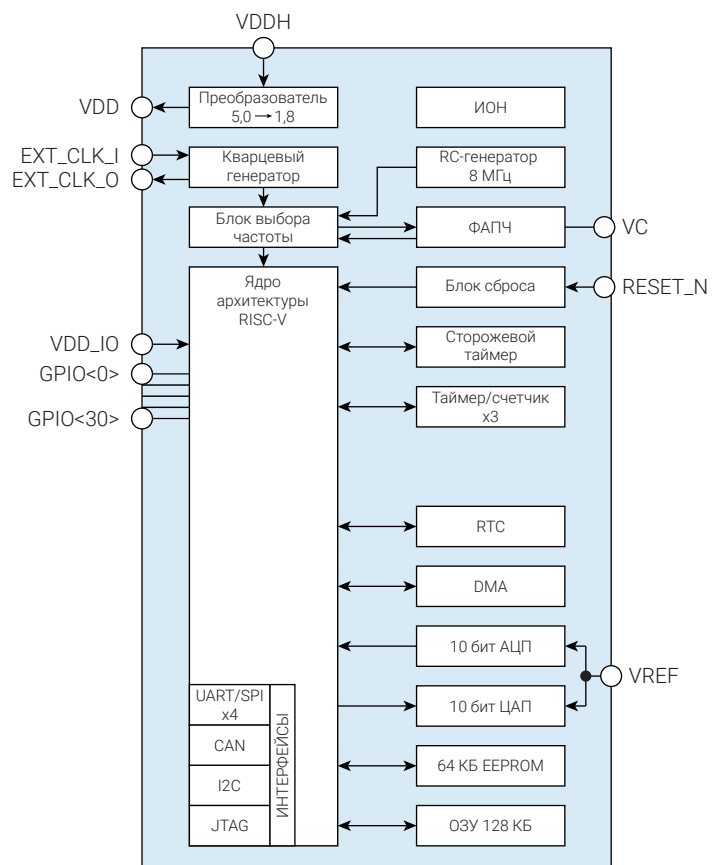 VDDH
VDD
Преобразователь
5,0 → 1,8
ИОН
EXT_CLK_I
EXT_CLK_O
Кварцевый
генератор
RC-генератор
8 МГц
Блок выбора
частоты
ФАПЧ
VC
Ядро
архитектуры
RISC-V
Блок сброса
RESET_N
VDD_IO
GPIO<0>
GPIO<30>
Сторожевой
таймер
Таймер/счетчик
x3
RTC
DMA
10 бит АЦП
VREF
10 бит ЦАП
UART/SPI
x4
CAN
I2C
JTAG
ИНТЕРФЕЙСЫ
64 КБ EEPROM
ОЗУ 128 КБ